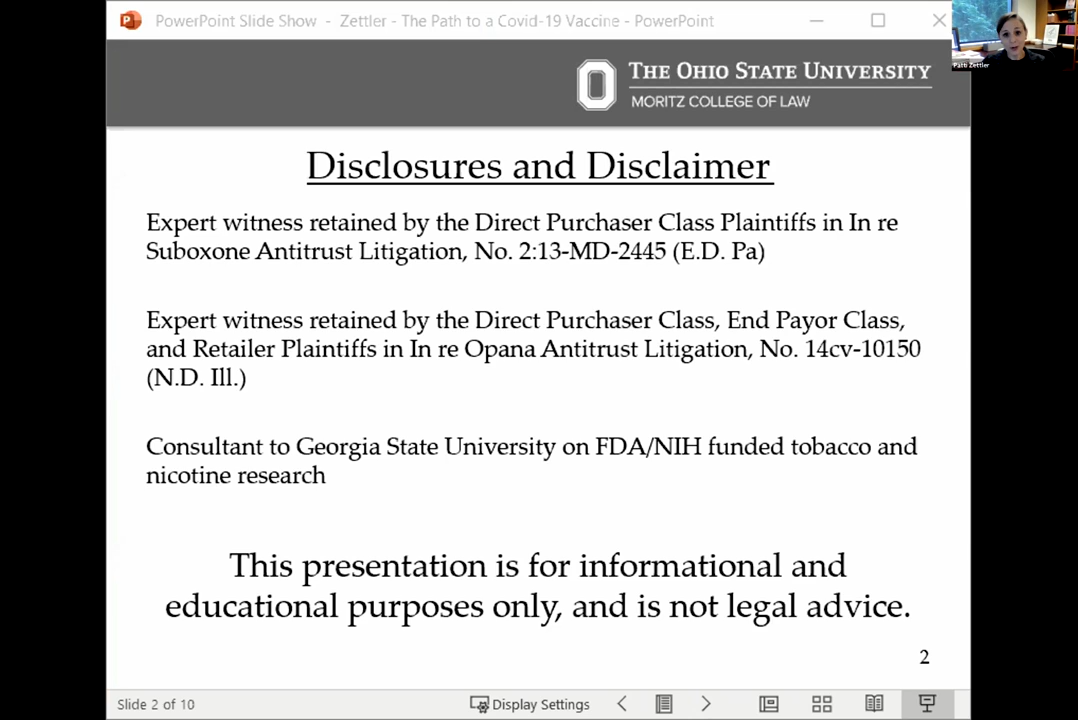 PowerPoint Slide Show - Zettler - The Path to a Covid-19 Vaccine - PowerPoint
Patti Zettler
THE OHIO STATE UNIVERSITY
MORITZ COLLEGE OF LAW
Disclosures and Disclaimer
Expert witness retained by the Direct Purchaser Class Plaintiffs in In re
Suboxone Antitrust Litigation, No. 2:13-MD-2445 (E.D. Pa)
Expert witness retained by the Direct Purchaser Class, End Payor Class,
and Retailer Plaintiffs in In re Opana Antitrust Litigation, No. 14cv-10150
(N.D. Ill.)
Consultant to Georgia State University on FDA/NIH funded tobacco and
nicotine research
This presentation is for informational and
educational purposes only, and is not legal advice.
2
Slide 2 of 10
Display Settings